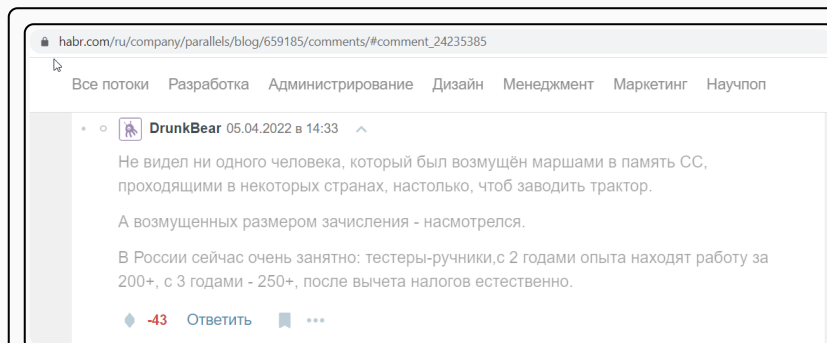 habr.com/ru/company/parallels/blog/659185/comments/#comment_24235385
Все потоки Разработка Администрирование Дизайн Менеджмент Маркетинг Научпоп
DrunkBear 05.04.2022 в 14:33
Не видел ни одного человека, который был возмущён маршами в память СС,
проходящими в некоторых странах, настолько, чтоб заводить трактор.
А возмущенных размером зачисления - насмотрелся.
В России сейчас очень занятно: тестеры-ручники,с 2 годами опыта находят работу за
200+, с 3 годами - 250+, после вычета налогов естественно.
-43 Ответить